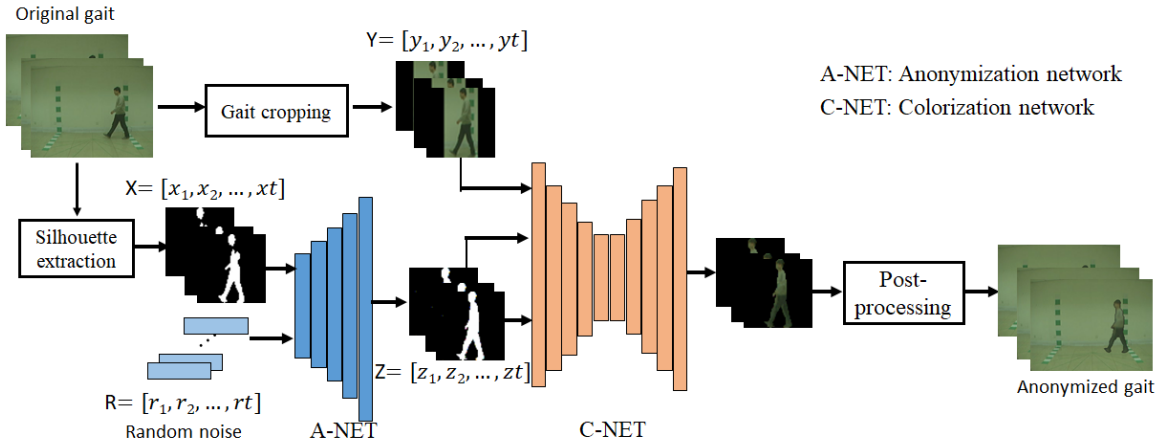 Original gait
Y= [y₁, y₂, … , yt]
A-NET: Anonymization network
C-NET: Colorization network
Gait cropping
X= [x₁, x₂, … , xt]
Silhouette
extraction
Post-
processing
Z= [z₁, z₂, … , zt]
Anonymized gait
R= [r₁, r₂, … , rt]
Random noise
A-NET
C-NET